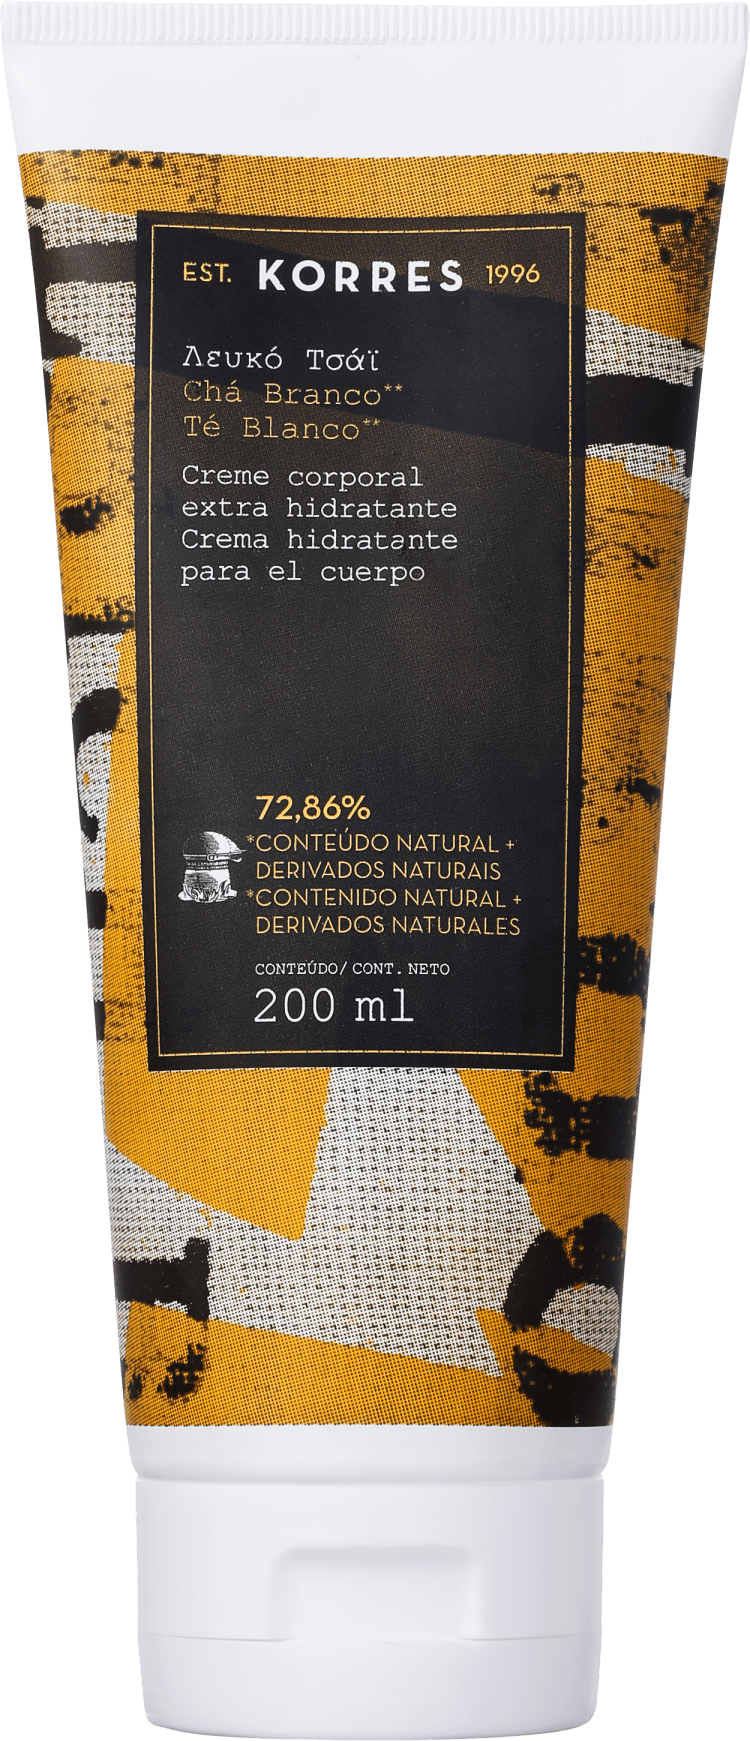 EST. KORRES 1996
Λευκό Τσάϊ
Chá Branco**
Té Blanco**
Creme corporal
extra hidratante
Crema hidratante
para el cuerpo
72,86%
*CONTEÚDO NATURAL +
DERIVADOS NATURAIS
*CONTENIDO NATURAL +
DERIVADOS NATURALES
CONTEÚDO/ CONT. NETO
200 ml